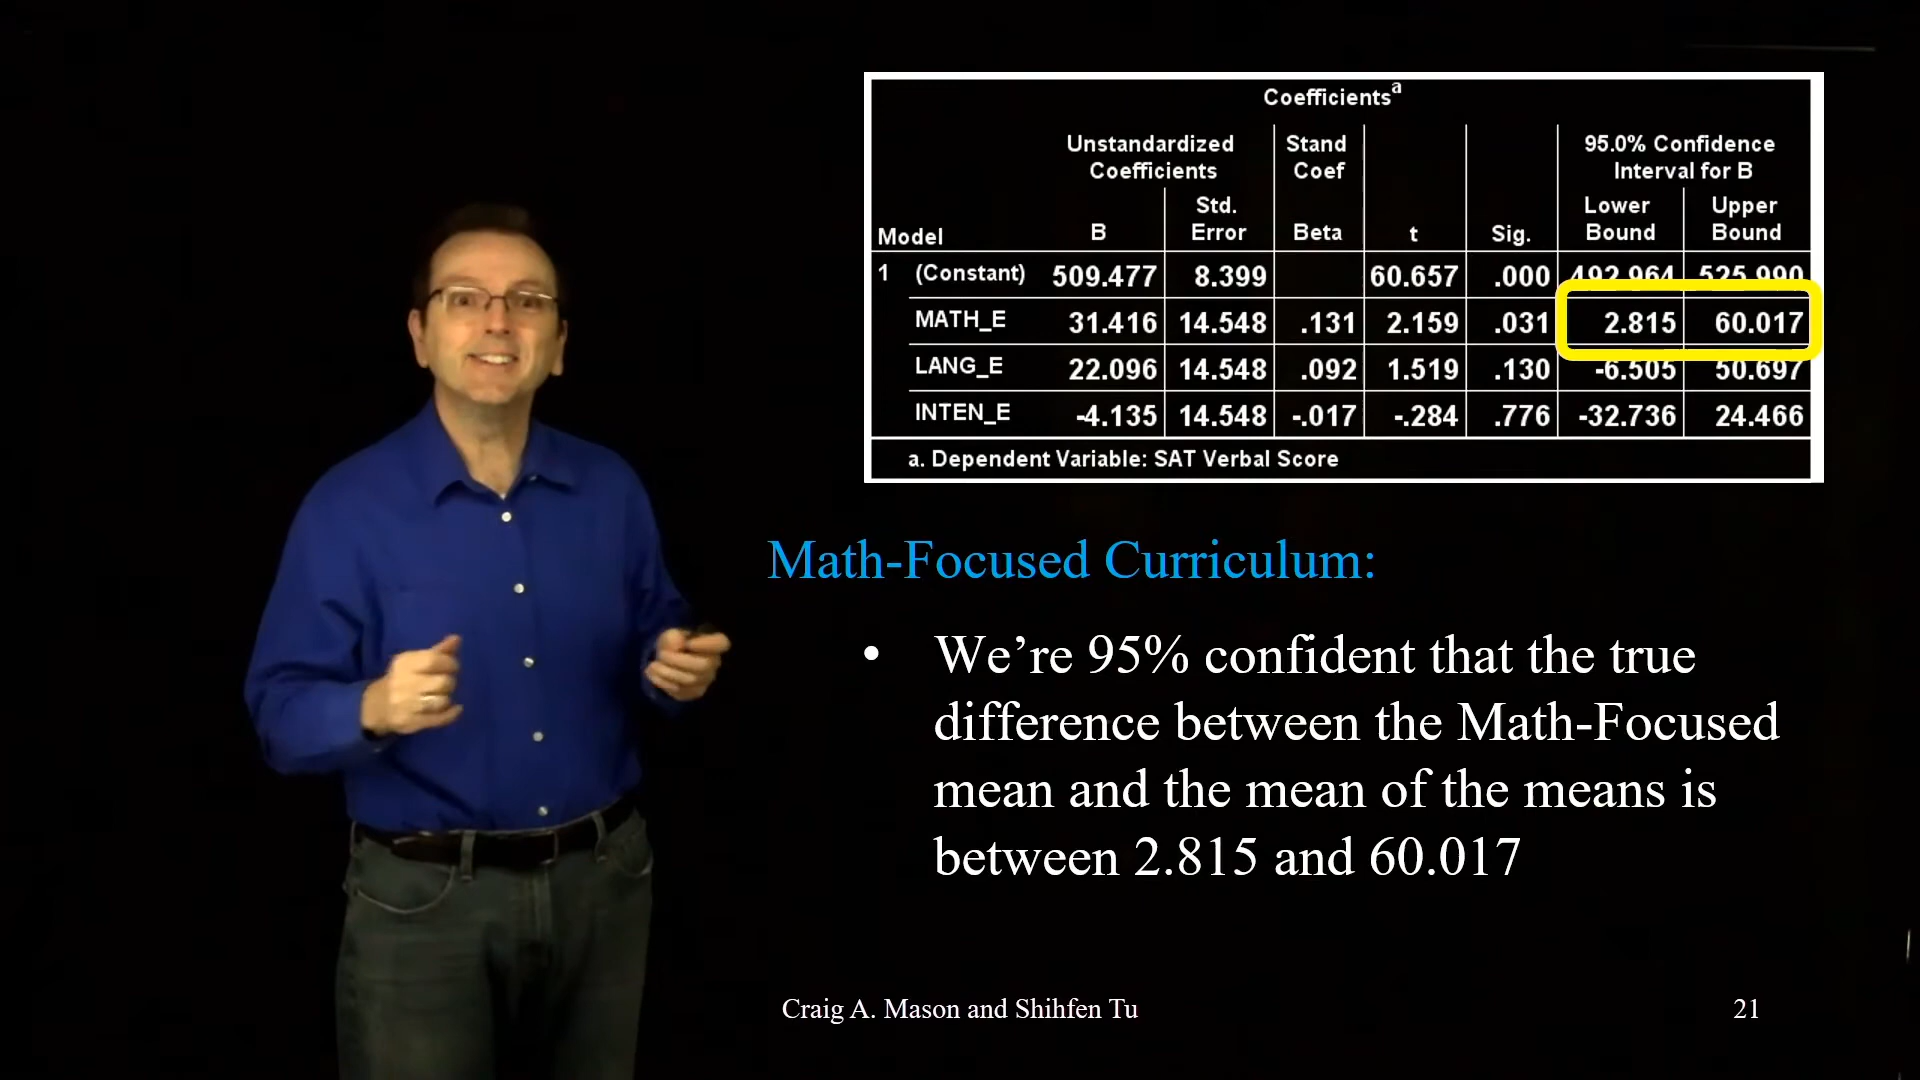 Coefficientsa
Unstandardized Coefficients Stand Coef 95.0% Confidence Interval for B
Model B Std. Error Beta t Sig. Lower Bound Upper Bound
1 (Constant) 509.477 8.399 60.657 .000 492.964 525.990
MATH_E 31.416 14.548 .131 2.159 .031 2.815 60.017
LANG_E 22.096 14.548 .092 1.519 .130 -6.505 50.697
INTEN_E -4.135 14.548 -.017 -.284 .776 -32.736 24.466
a. Dependent Variable: SAT Verbal Score
Math-Focused Curriculum:
• We’re 95% confident that the true
difference between the Math-Focused
mean and the mean of the means is
between 2.815 and 60.017
Craig A. Mason and Shihfen Tu 21